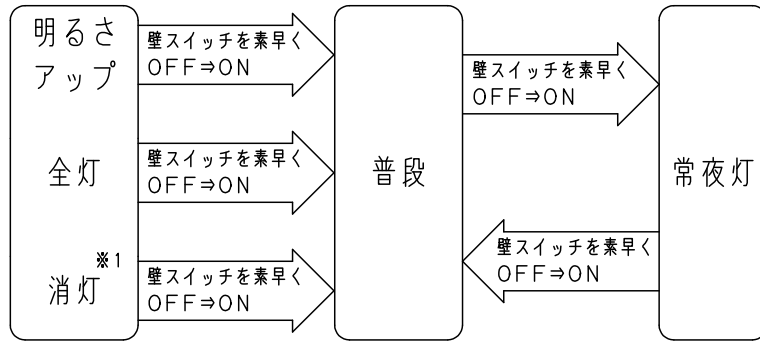 明るさ
アップ
全灯
※1
消灯
壁スイッチを素早く
OFF⇒ON
壁スイッチを素早く
OFF⇒ON
壁スイッチを素早く
OFF⇒ON
普段
壁スイッチを素早く
OFF⇒ON
壁スイッチを素早く
OFF⇒ON
常夜灯